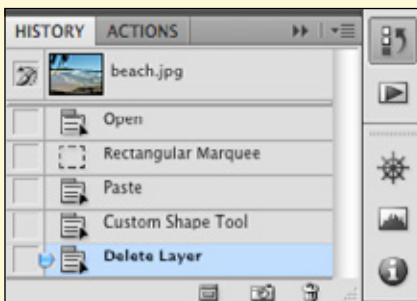 HISTORY ACTIONS
beach.jpg
Open
Rectangular Marquee
Paste
Custom Shape Tool
Delete Layer